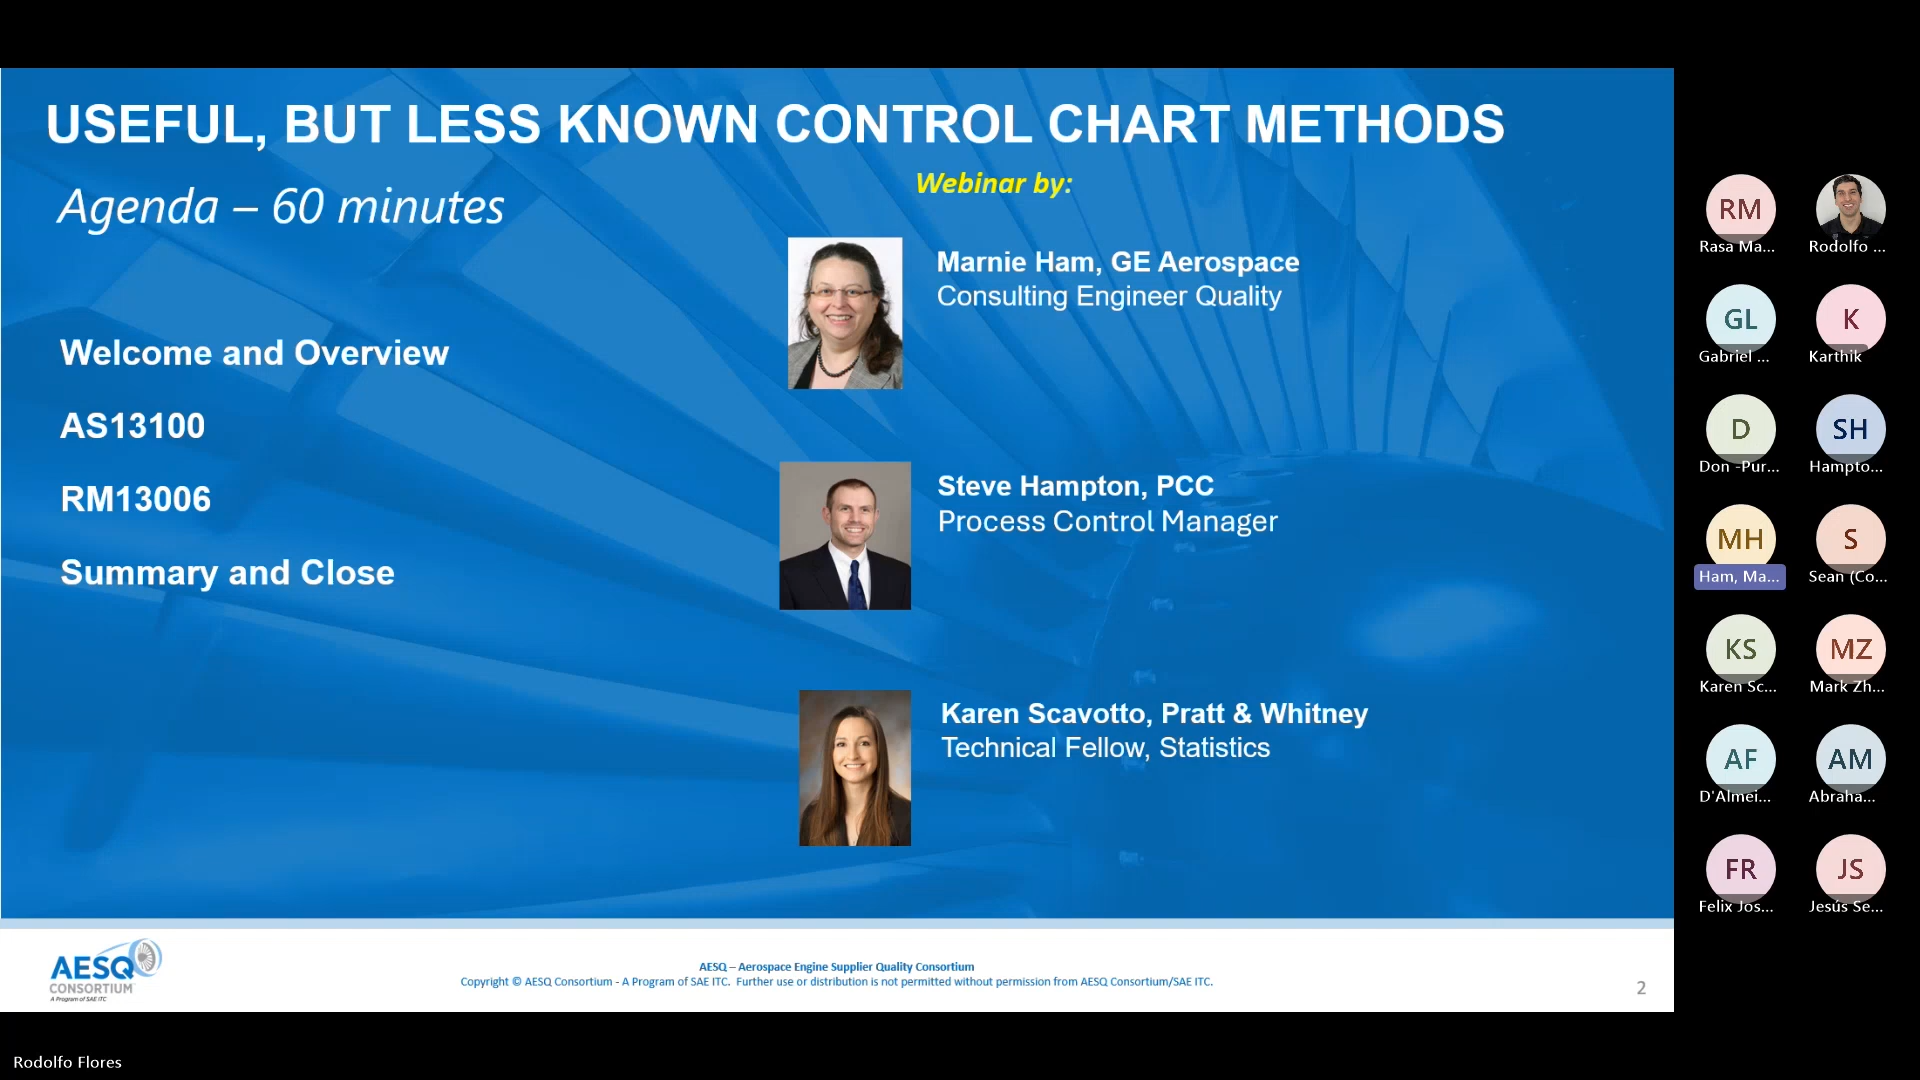 USEFUL, BUT LESS KNOWN CONTROL CHART METHODS
Agenda – 60 minutes
Webinar by:
Welcome and Overview
AS13100
RM13006
Summary and Close
Marnie Ham, GE Aerospace
Consulting Engineer Quality
Steve Hampton, PCC
Process Control Manager
Karen Scavotto, Pratt & Whitney
Technical Fellow, Statistics
AESQ
CONSORTIUM
A Program of SAE ITC
AESQ – Aerospace Engine Supplier Quality Consortium
Copyright © AESQ Consortium - A Program of SAE ITC. Further use or distribution is not permitted without permission from AESQ Consortium/SAE ITC.
2
RM
Rasa Ma...
Rodolfo ...
GL
Gabriel ...
K
Karthik
D
Don -Pur...
SH
Hampto...
MH
Ham, Ma...
S
Sean (Co...
KS
Karen Sc...
MZ
Mark Zh...
AF
D'Almei...
AM
Abraha...
FR
Felix Jos...
JS
Jesús Se...
Rodolfo Flores